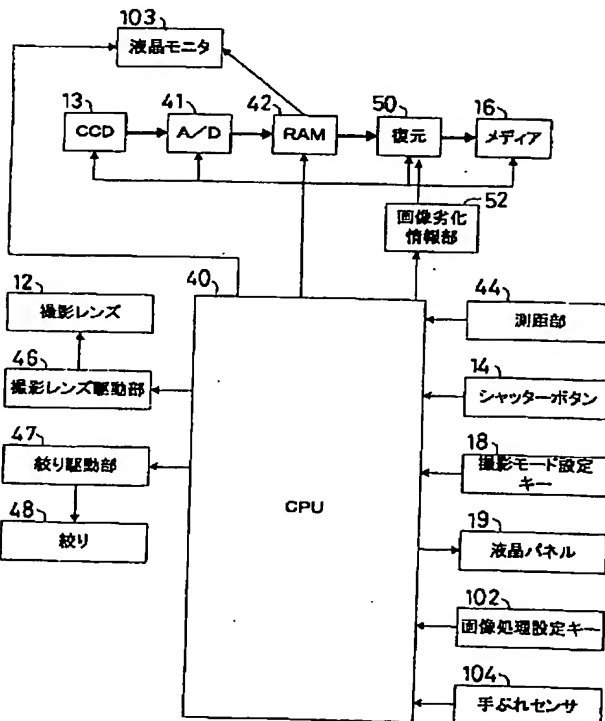 103
液晶モニタ
13
41
42
50
16
CCD
A/D
RAM
復元
メディア
52
画像劣化
情報部
12
撮影レンズ
40
44
測距部
46
撮影レンズ駆動部
14
シャッターボタン
47
絞り駆動部
18
撮影モード設定
キー
CPU
48
絞り
19
液晶パネル
102
画像処理設定キー
104
手ぶれセンサ